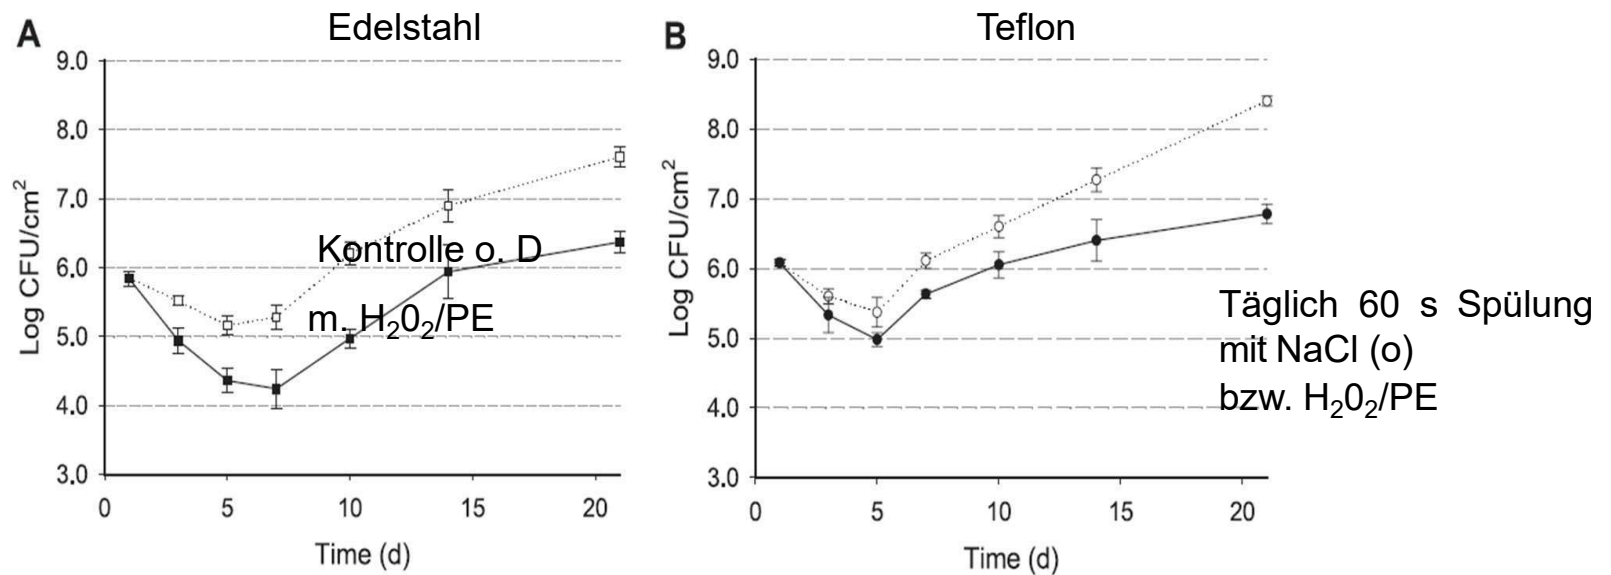 A
Edelstahl
9.0
8.0
7.0
6.0
5.0
4.0
3.0
Log CFU/cm²
Kontrolle o. D
m. H₂0₂/PE
0 5 10 15 20
Time (d)
B
Teflon
9.0
8.0
7.0
6.0
5.0
4.0
3.0
Log CFU/cm²
0 5 10 15 20
Time (d)
Täglich 60 s Spülung
mit NaCl (o)
bzw. H₂0₂/PE